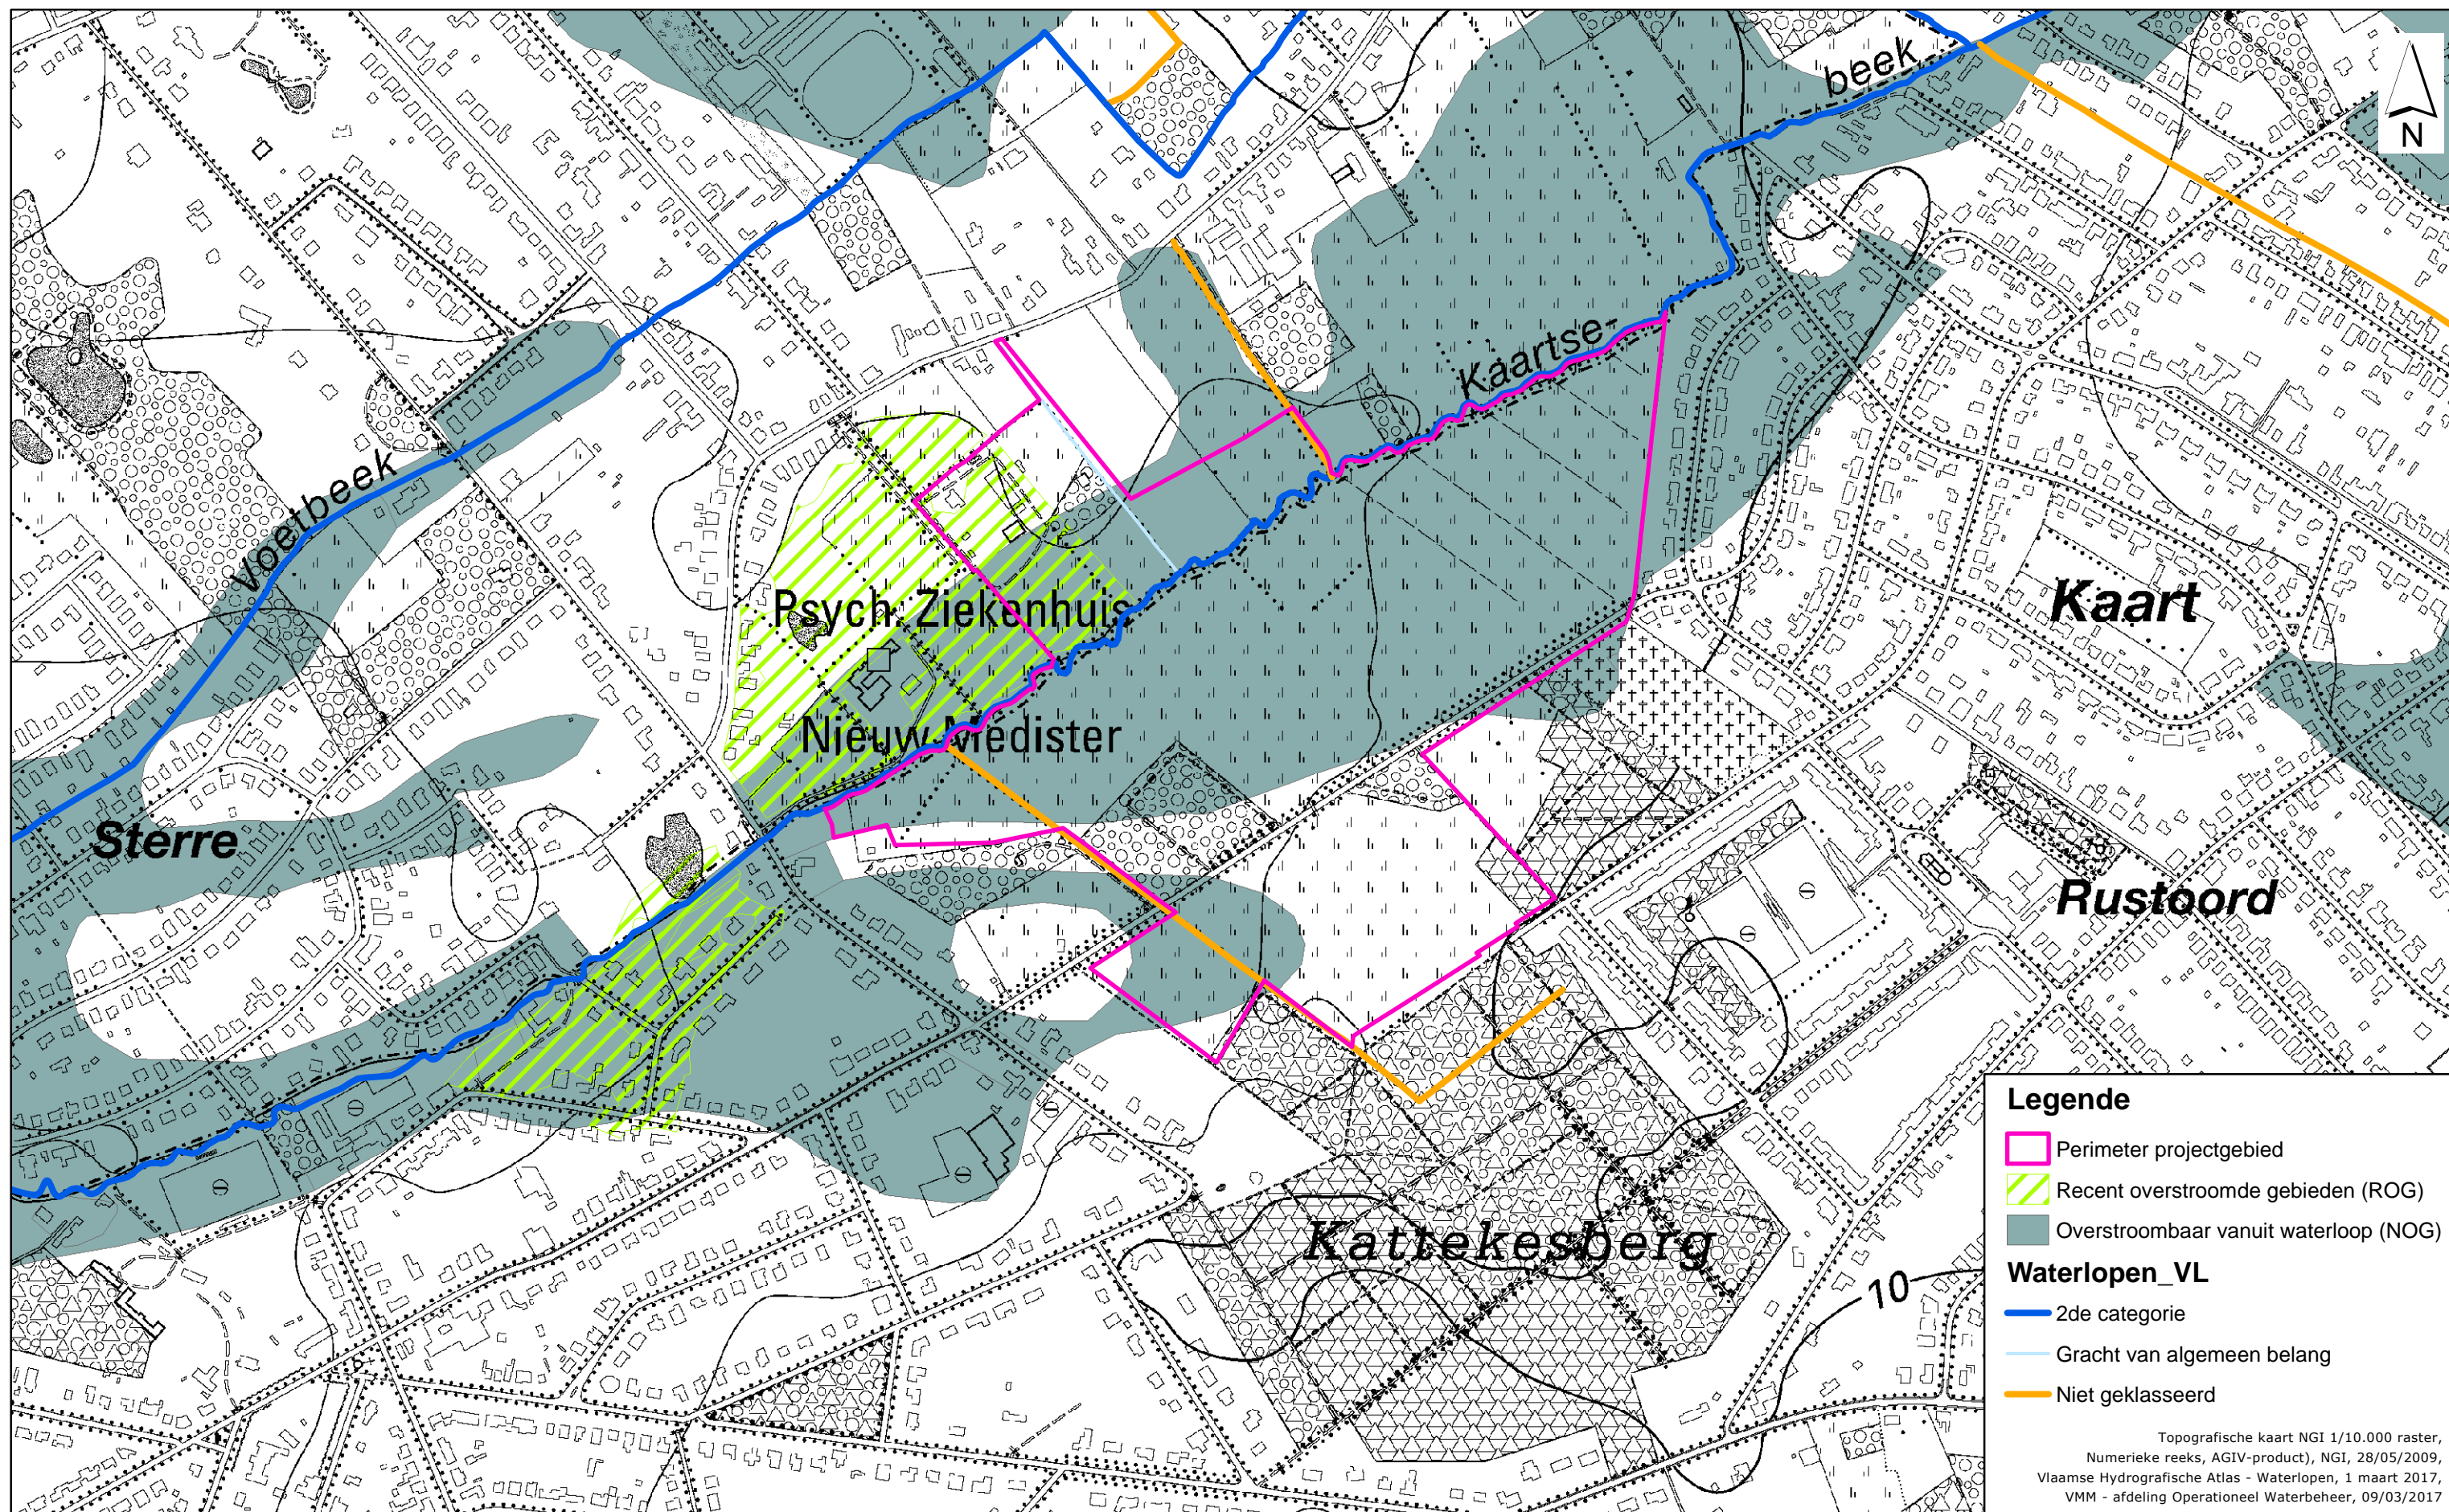 beek
N
Kaartse-
Voetbeek
Kaart
Psych. Ziekenhuis
Nieuw-Medister
Sterre
Rustoord
Kattekesberg
10
Legende
Perimeter projectgebied
Recent overstroomde gebieden (ROG)
Overstroombaar vanuit waterloop (NOG)
Waterlopen_VL
2de categorie
Gracht van algemeen belang
Niet geklasseerd
Topografische kaart NGI 1/10.000 raster,
Numerieke reeks, AGIV-product), NGI, 28/05/2009,
Vlaamse Hydrografische Atlas - Waterlopen, 1 maart 2017,
VMM - afdeling Operationeel Waterbeheer, 09/03/2017